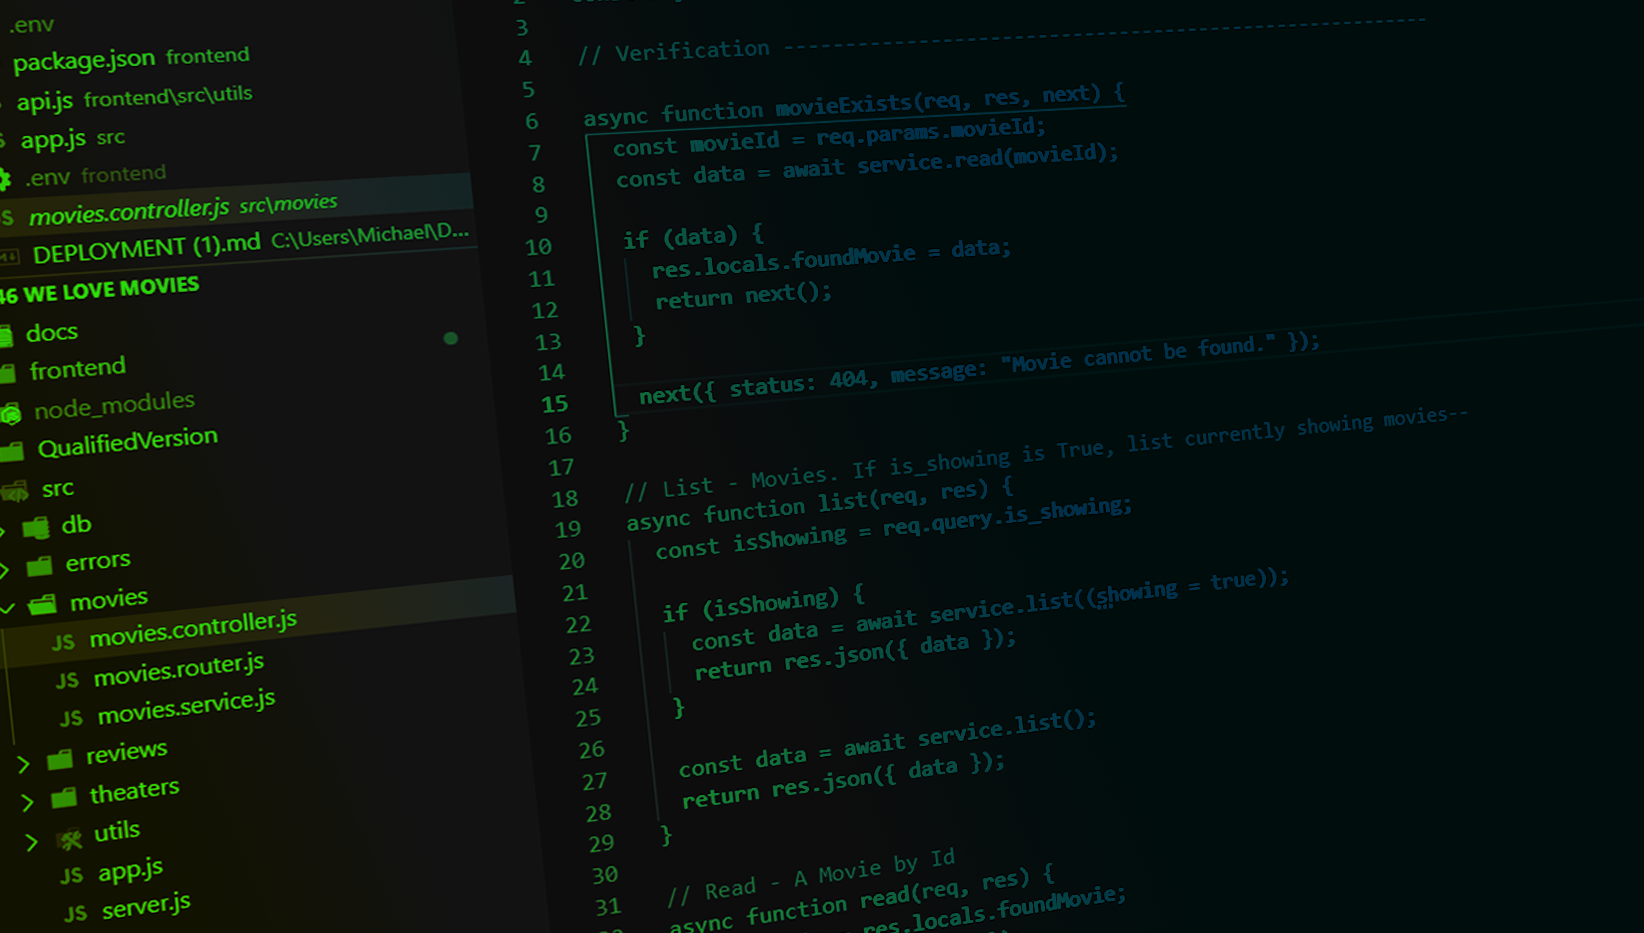 .env
package.json frontend
api.js frontend\src\utils
app.js src
.env frontend
JS movies.controller.js src\movies
DEPLOYMENT (1).md C:\Users\Michael\D...
46 WE LOVE MOVIES
docs
frontend
node_modules
QualifiedVersion
src
db
errors
movies
JS movies.controller.js
JS movies.router.js
JS movies.service.js
reviews
theaters
utils
JS app.js
JS server.js
2
3
4 // Verification ----------------------------------------------------
5
6 async function movieExists(req, res, next) {
7 const movieId = req.params.movieId;
8 const data = await service.read(movieId);
9
10 if (data) {
11 res.locals.foundMovie = data;
12 return next();
13 }
14
15 next({ status: 404, message: "Movie cannot be found." });
16 }
17
18 // List - Movies. If is_showing is True, list currently showing movies--
19 async function list(req, res) {
20 const isShowing = req.query.is_showing;
21
22 if (isShowing) {
23 const data = await service.list((showing = true));
24 return res.json({ data });
25 }
26
27 const data = await service.list();
28 return res.json({ data });
29 }
30
31 // Read - A Movie by Id
async function read(req, res) {
res.locals.foundMovie;